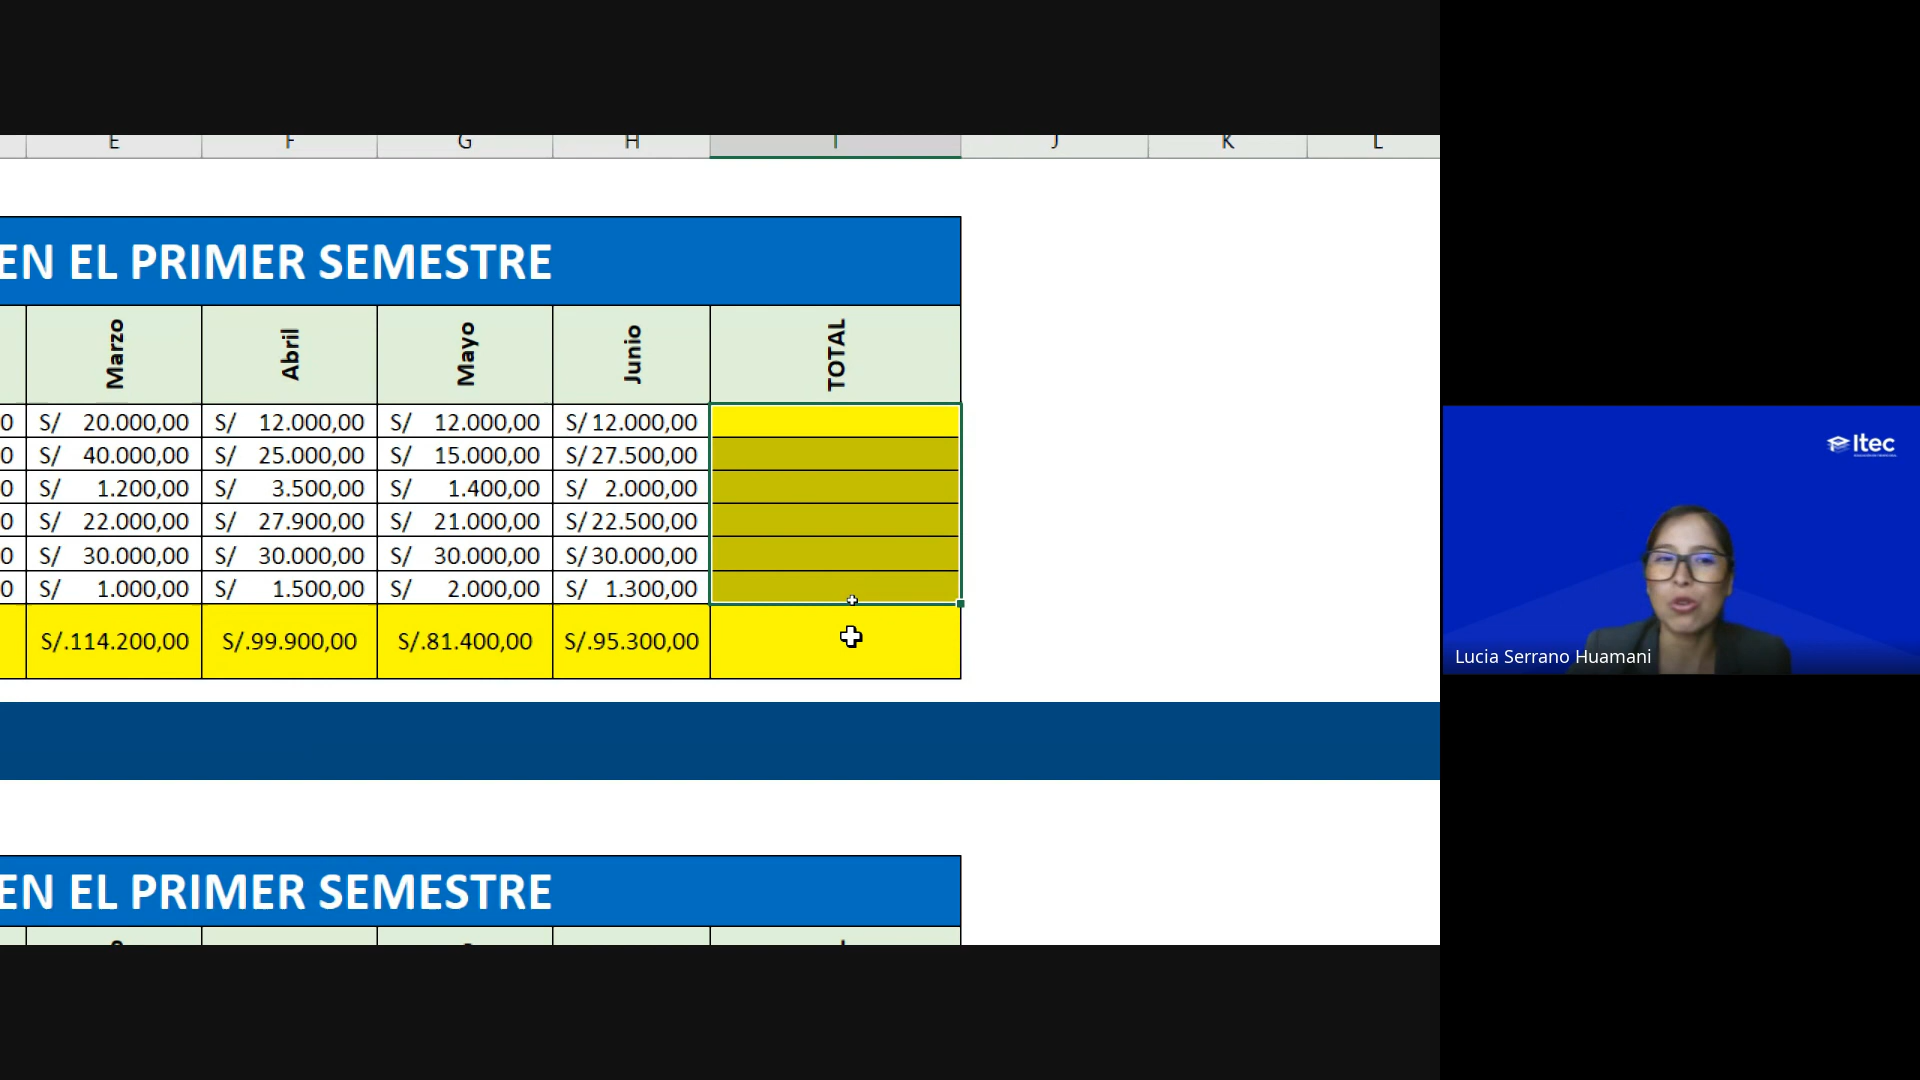 E F G H I J K L
EN EL PRIMER SEMESTRE
Marzo Abril Mayo Junio TOTAL
0 S/ 20.000,00 S/ 12.000,00 S/ 12.000,00 S/ 12.000,00
0 S/ 40.000,00 S/ 25.000,00 S/ 15.000,00 S/ 27.500,00
0 S/ 1.200,00 S/ 3.500,00 S/ 1.400,00 S/ 2.000,00
0 S/ 22.000,00 S/ 27.900,00 S/ 21.000,00 S/ 22.500,00
0 S/ 30.000,00 S/ 30.000,00 S/ 30.000,00 S/ 30.000,00
0 S/ 1.000,00 S/ 1.500,00 S/ 2.000,00 S/ 1.300,00
S/.114.200,00 S/.99.900,00 S/.81.400,00 S/.95.300,00
EN EL PRIMER SEMESTRE
Itec
Lucia Serrano Huamani